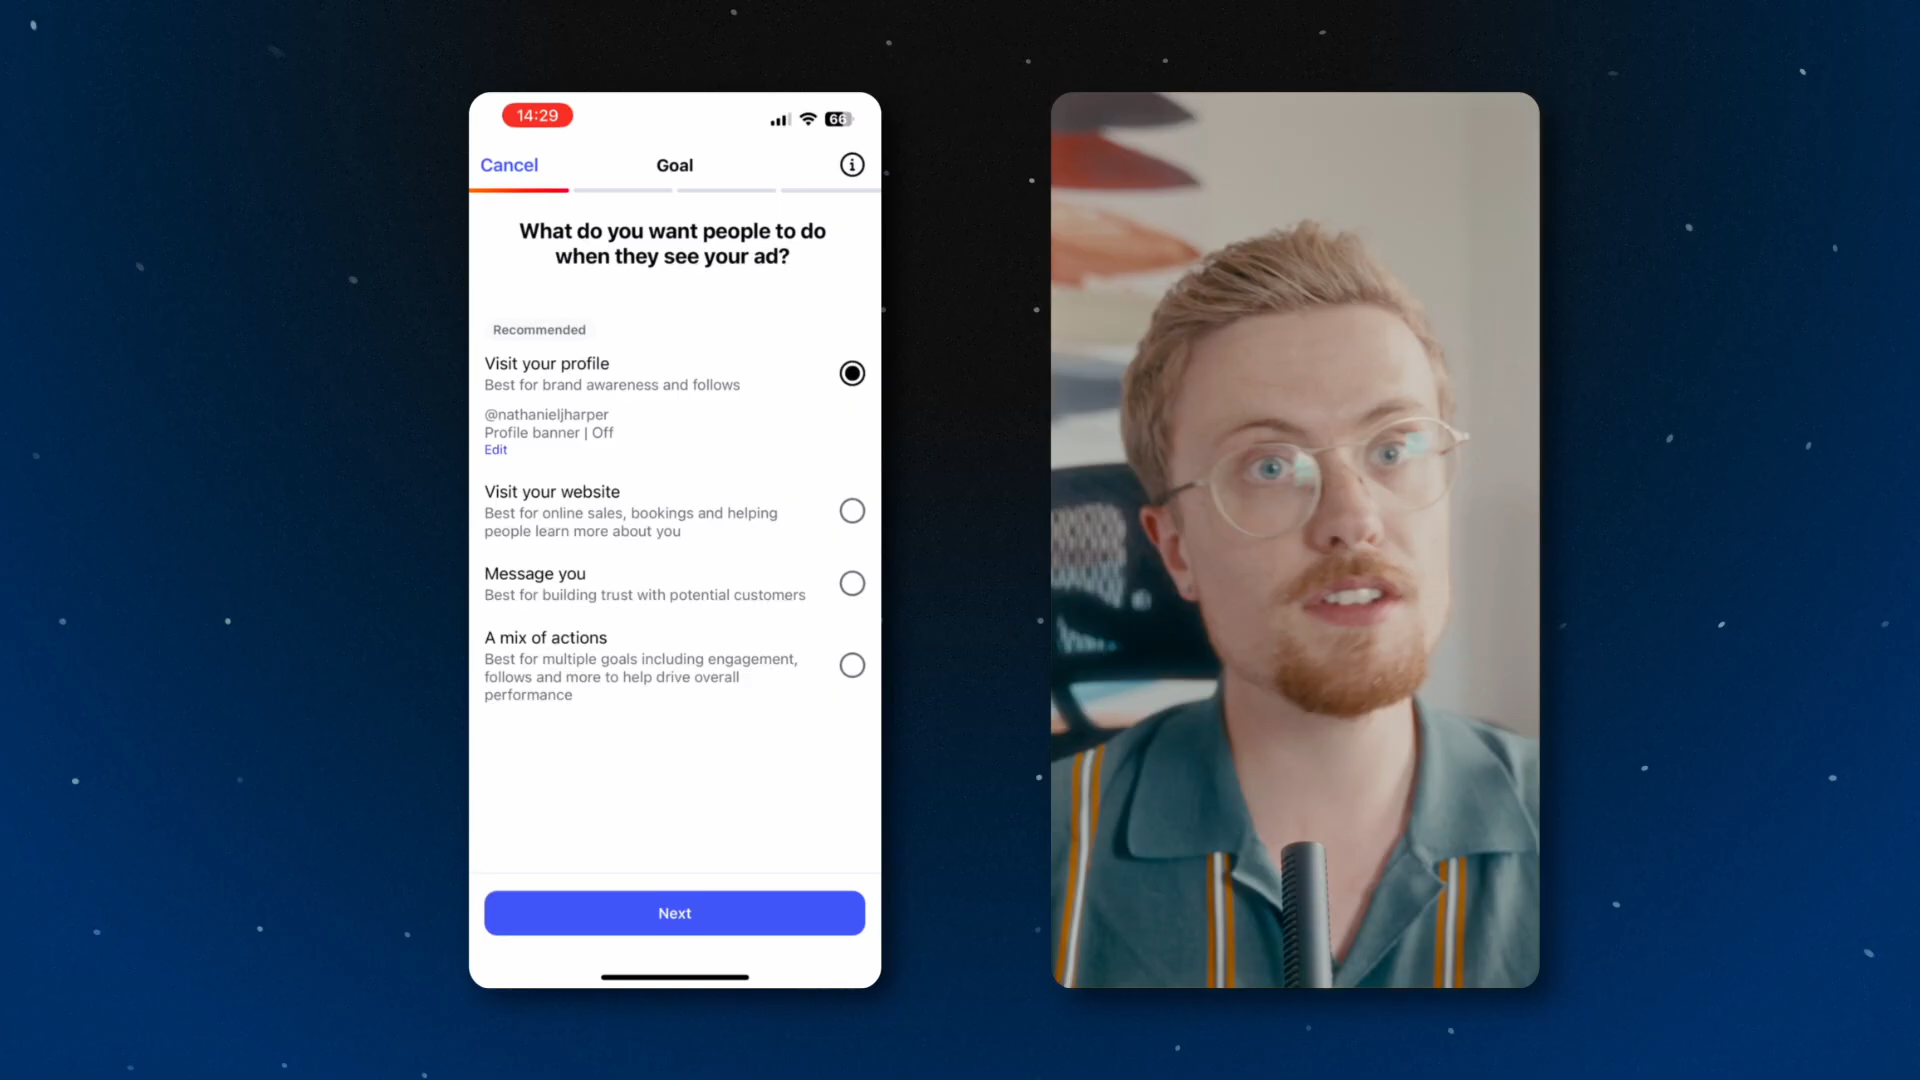 14:29
66
Cancel
Goal
What do you want people to do
when they see your ad?
Recommended
Visit your profile
Best for brand awareness and follows
@nathanieljharper
Profile banner | Off
Edit
Visit your website
Best for online sales, bookings and helping
people learn more about you
Message you
Best for building trust with potential customers
A mix of actions
Best for multiple goals including engagement,
follows and more to help drive overall
performance
Next